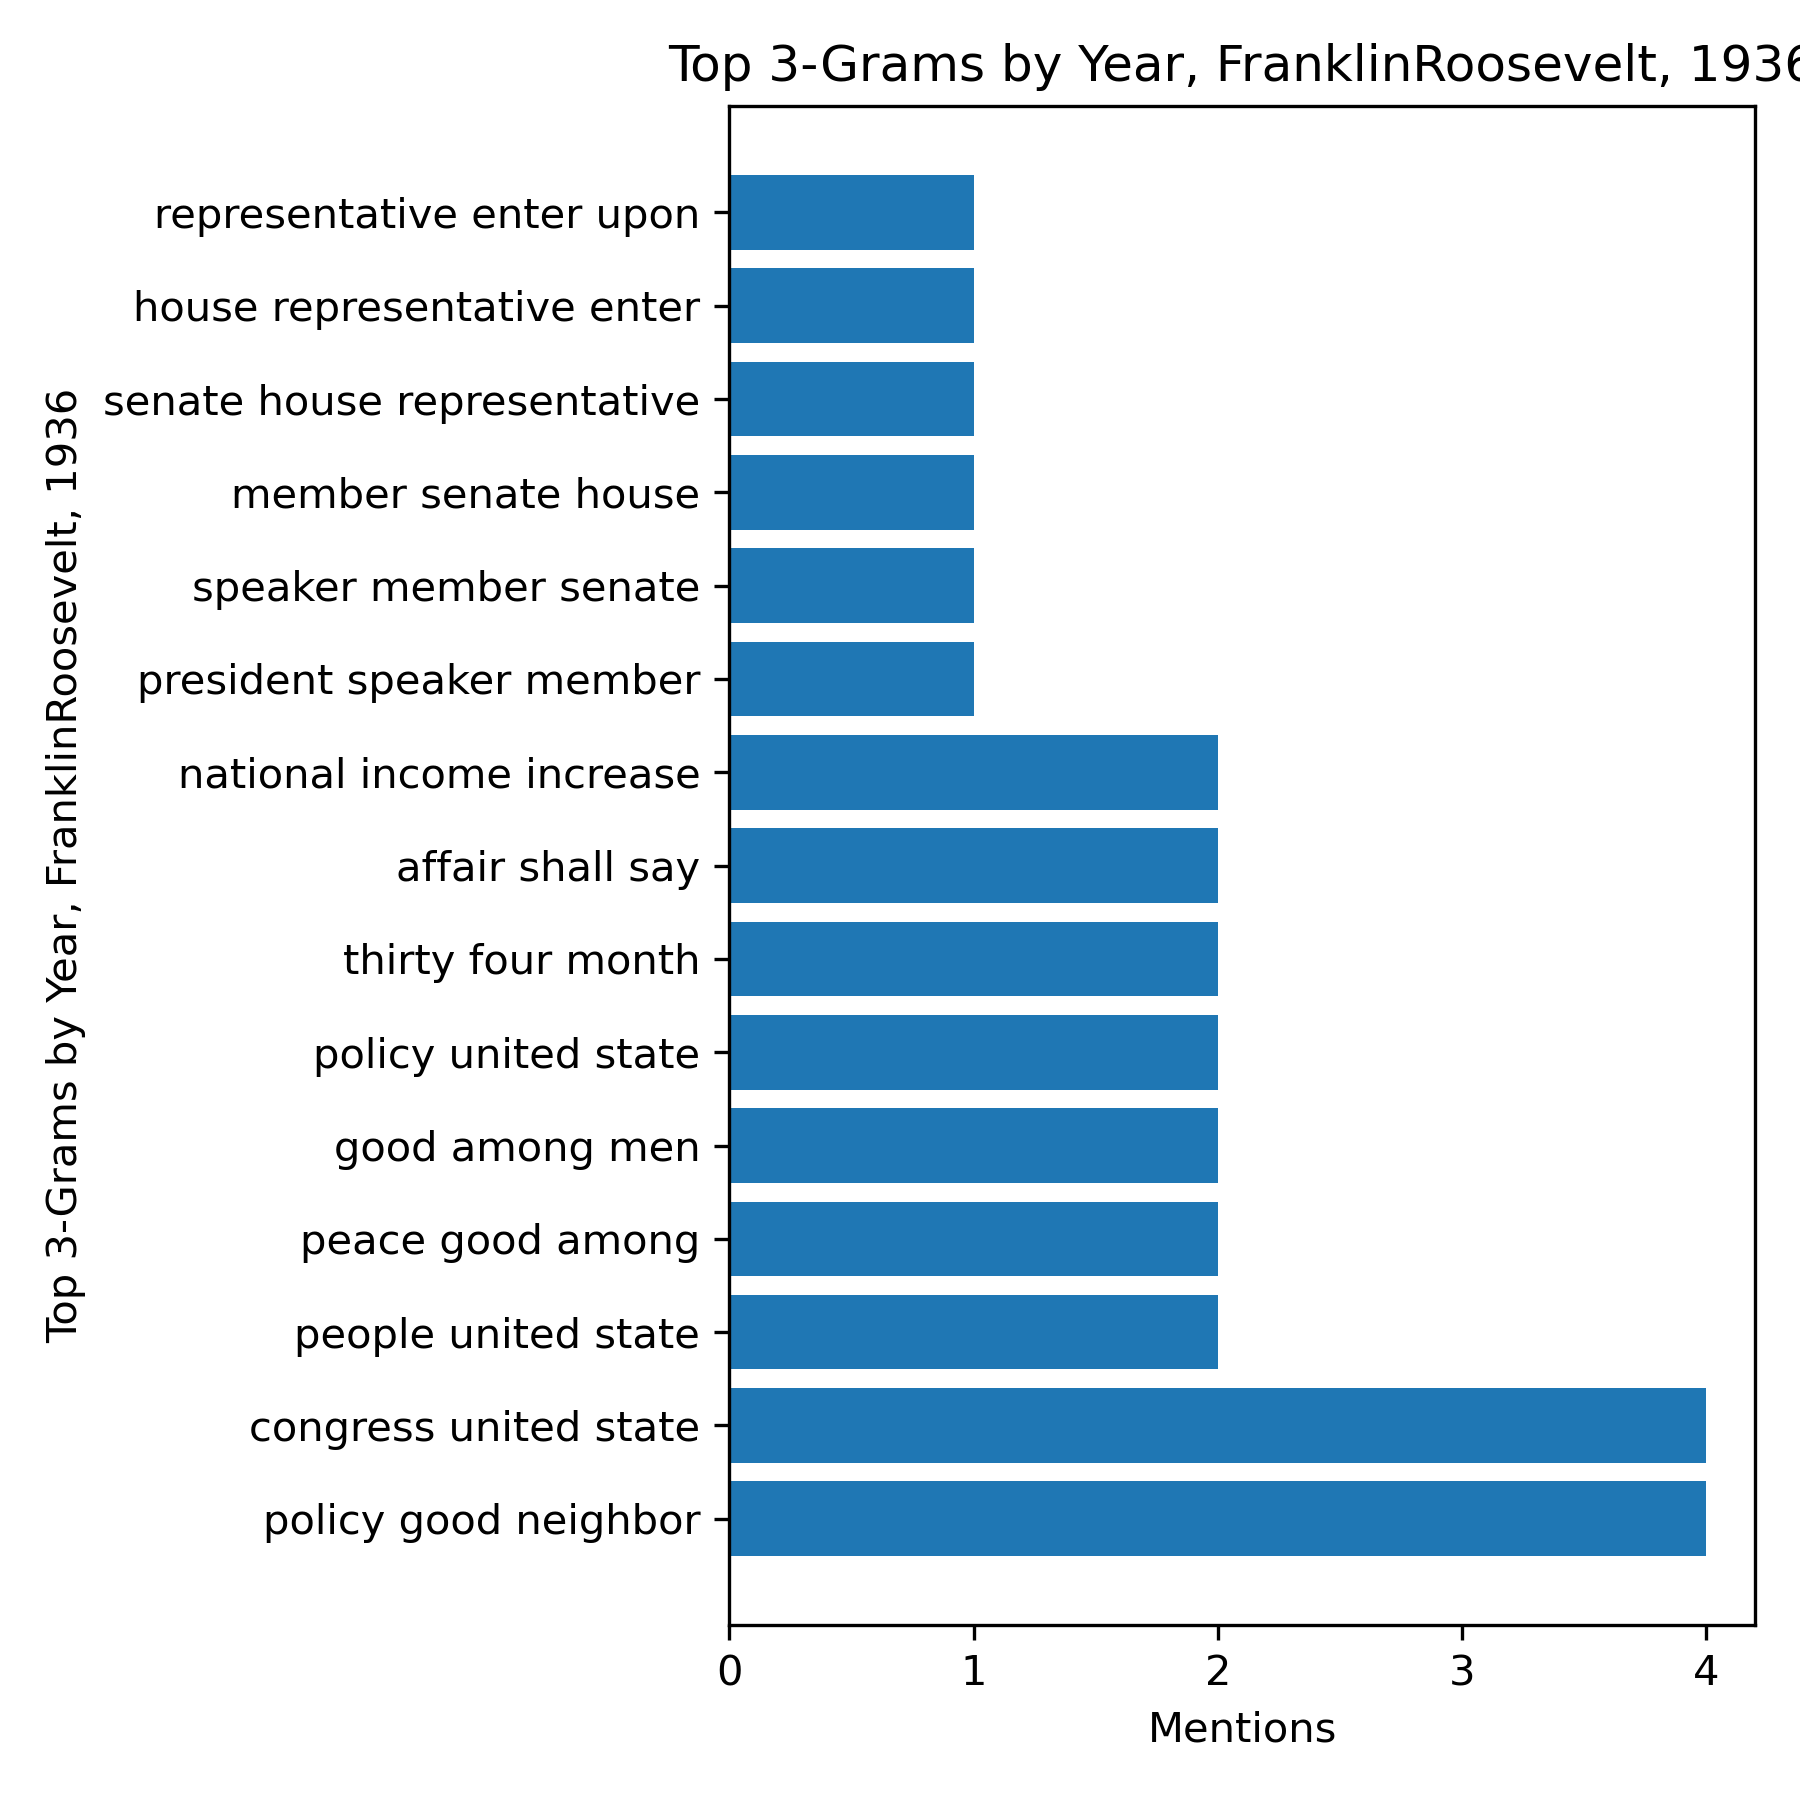 Top 3-Grams by Year, FranklinRoosevelt, 1936
Top 3-Grams by Year, FranklinRoosevelt, 1936
representative enter upon
house representative enter
senate house representative
member senate house
speaker member senate
president speaker member
national income increase
affair shall say
thirty four month
policy united state
good among men
peace good among
people united state
congress united state
policy good neighbor
0 1 2 3 4
Mentions